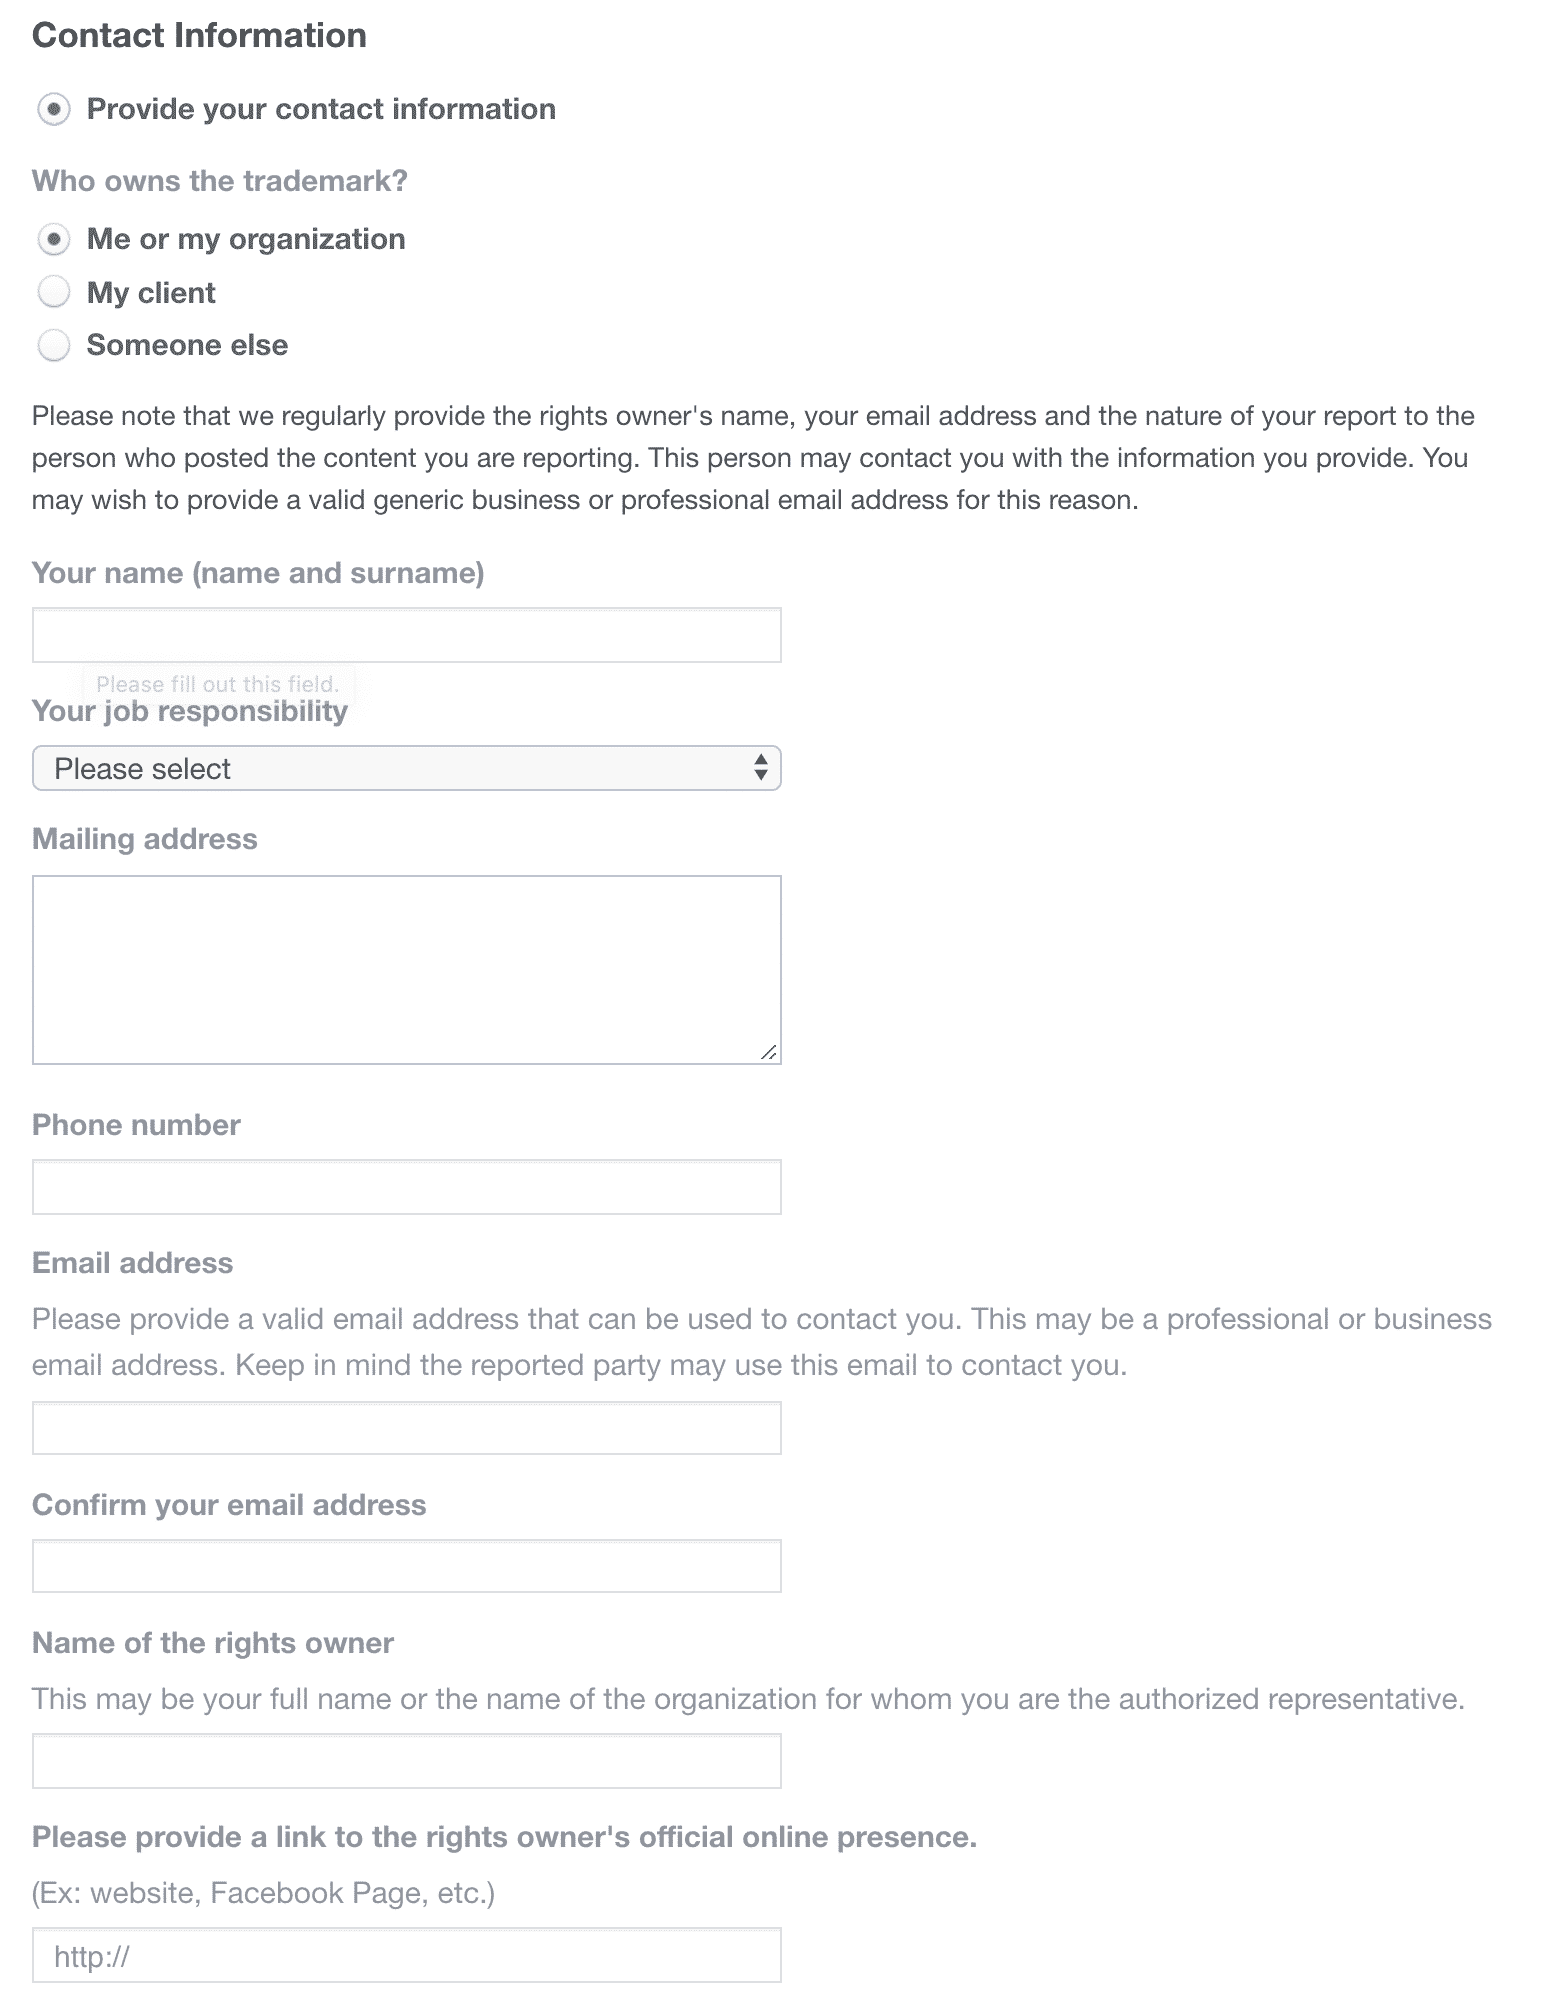 Contact Information
Provide your contact information
Who owns the trademark?
Me or my organization
My client
Someone else
Please note that we regularly provide the rights owner's name, your email address and the nature of your report to the
person who posted the content you are reporting. This person may contact you with the information you provide. You
may wish to provide a valid generic business or professional email address for this reason.
Your name (name and surname)
Please fill out this field.
Your job responsibility
Please select
Mailing address
Phone number
Email address
Please provide a valid email address that can be used to contact you. This may be a professional or business
email address. Keep in mind the reported party may use this email to contact you.
Confirm your email address
Name of the rights owner
This may be your full name or the name of the organization for whom you are the authorized representative.
Please provide a link to the rights owner's official online presence.
(Ex: website, Facebook Page, etc.)
http://